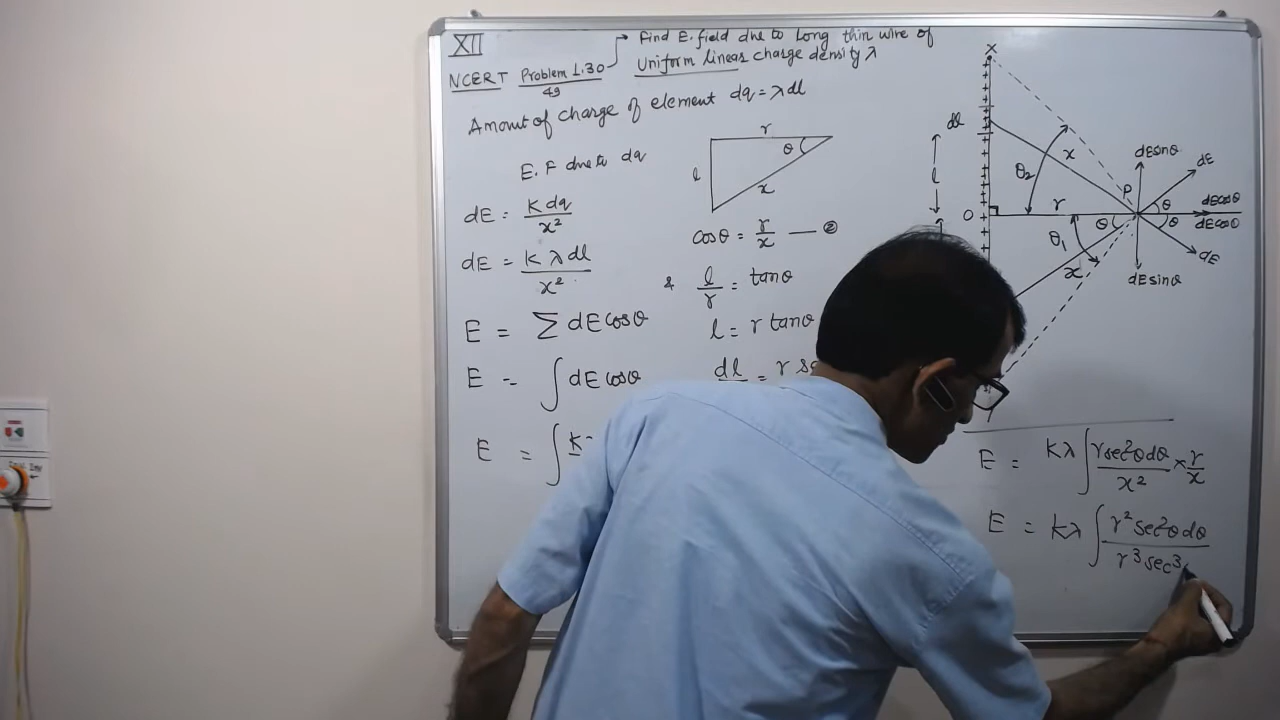 XII
NCERT Problem 1.30
49
→ Find E. field due to Long thin wire of
Uniform linear charge density λ
Amount of charge of element dq = λdl
E. F due to dq
dE = K dq / x²
dE = K λ dl / x²
E = ∑ dE cosθ
E = ∫ dE cosθ
E = ∫ K
r
θ
l
x
cosθ = r/x — ②
& l/r = tanθ
l = r tanθ
dl
X
dl
l
θ₂
x
P
dEsinθ
dE
θ
dEcosθ
O
r
θ
θ
dEcosθ
θ₁
x
dE
dEsinθ
Y
E = Kλ ∫ r sec²θ dθ / x² × r/x
E = Kλ ∫ r² sec²θ dθ / r³ sec³